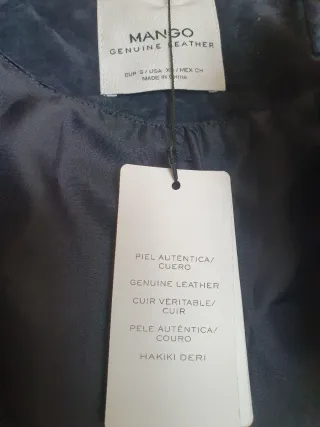 MANGO
GENUINE LEATHER
EUR S / USA XS / MEX CH
MADE IN CHINA
PIEL AUTÉNTICA/
CUERO
GENUINE LEATHER
CUIR VÉRITABLE/
CUIR
PELE AUTÊNTICA/
COURO
HAKIKI DERI